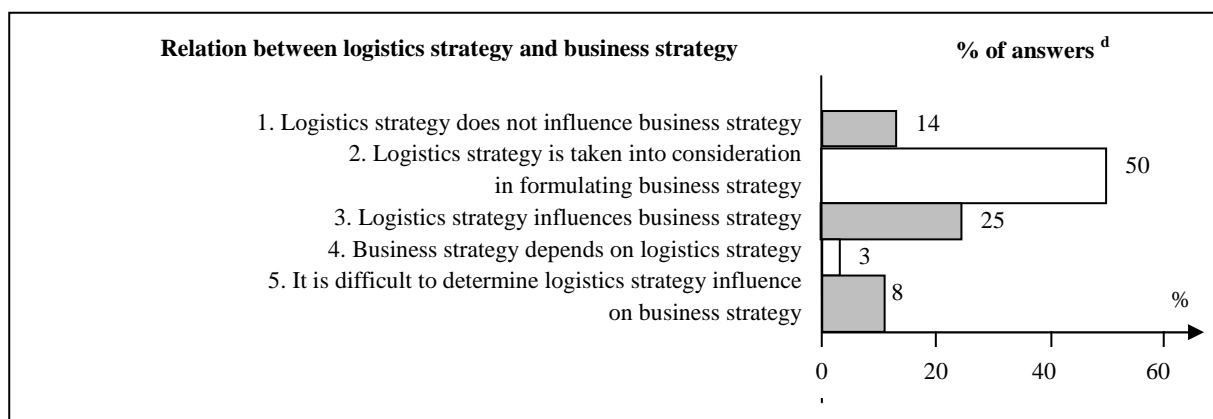 Relation between logistics strategy and business strategy
% of answers d
1. Logistics strategy does not influence business strategy
14
2. Logistics strategy is taken into consideration
in formulating business strategy
50
3. Logistics strategy influences business strategy
25
4. Business strategy depends on logistics strategy
3
5. It is difficult to determine logistics strategy influence
on business strategy
8
%
0 20 40 60